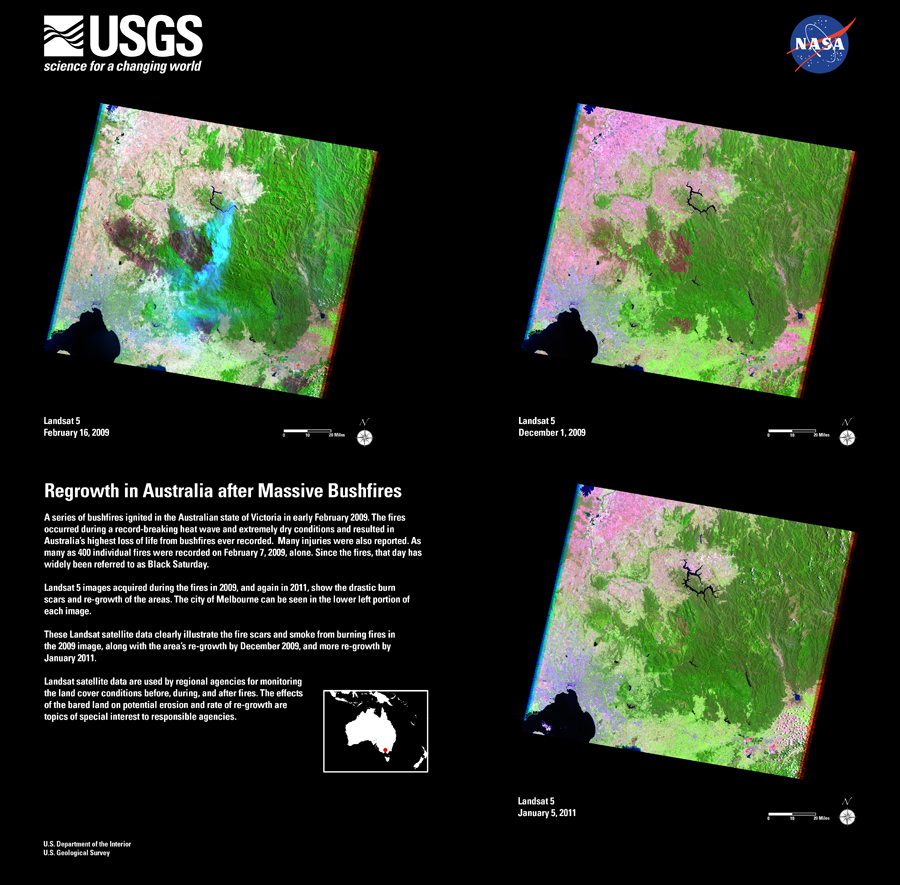 USGS
science for a changing world
NASA
Landsat 5
February 16, 2009
0 10 20 Miles
N
Landsat 5
December 1, 2009
0 10 20 Miles
N
Regrowth in Australia after Massive Bushfires
A series of bushfires ignited in the Australian state of Victoria in early February 2009. The fires
occurred during a record-breaking heat wave and extremely dry conditions and resulted in
Australia's highest loss of life from bushfires ever recorded.  Many injuries were also reported. As
many as 400 individual fires were recorded on February 7, 2009, alone. Since the fires, that day has
widely been referred to as Black Saturday.
Landsat 5 images acquired during the fires in 2009, and again in 2011, show the drastic burn
scars and re-growth of the areas. The city of Melbourne can be seen in the lower left portion of
each image.
These Landsat satellite data clearly illustrate the fire scars and smoke from burning fires in
the 2009 image, along with the area's re-growth by December 2009, and more re-growth by
January 2011.
Landsat satellite data are used by regional agencies for monitoring
the land cover conditions before, during, and after fires. The effects
of the bared land on potential erosion and rate of re-growth are
topics of special interest to responsible agencies.
Landsat 5
January 5, 2011
0 10 20 Miles
N
U.S. Department of the Interior
U.S. Geological Survey